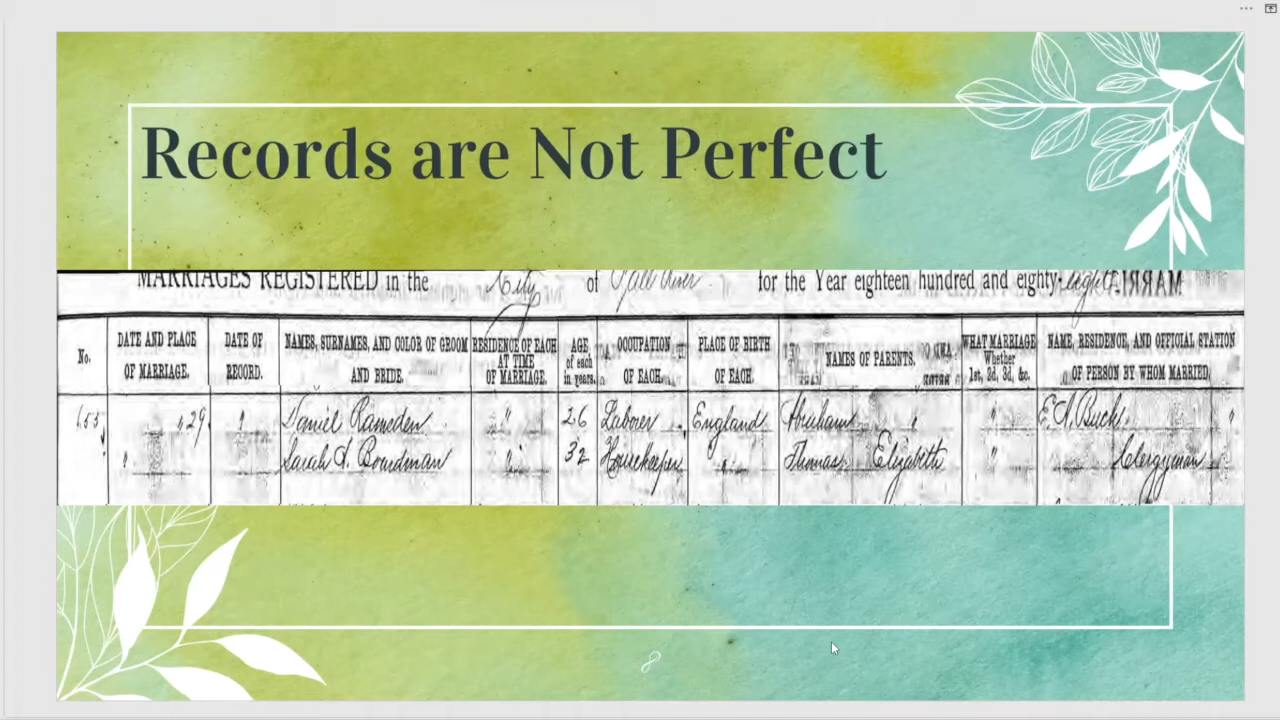 Records are Not Perfect
MARRIAGES REGISTERED in the City of Fall River for the Year eighteen hundred and eighty-eight
No. DATE AND PLACE OF MARRIAGE. DATE OF RECORD. NAMES, SURNAMES, AND COLOR OF GROOM AND BRIDE. RESIDENCE OF EACH AT TIME OF MARRIAGE. AGE of each in years. OCCUPATION OF EACH. PLACE OF BIRTH OF EACH. NAMES OF PARENTS. WHAT MARRIAGE Whether 1st, 2d, 3d, &c. NAME, RESIDENCE, AND OFFICIAL STATION OF PERSON BY WHOM MARRIED.
" 29 " Daniel Ramsden " 26 Laborer England Abraham " " E. A. Buck "
" Sarah A. Boardman " 32 Housekeeper " Thomas Elizabeth " Clergyman
8